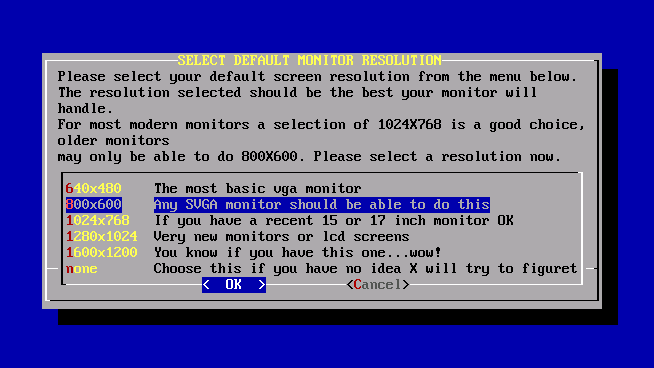 SELECT DEFAULT MONITOR RESOLUTION
Please select your default screen resolution from the menu below.
The resolution selected should be the best your monitor will
handle.
For most modern monitors a selection of 1024X768 is a good choice,
older monitors
may only be able to do 800X600. Please select a resolution now.
640x480 The most basic vga monitor
800x600 Any SVGA monitor should be able to do this
1024x768 If you have a recent 15 or 17 inch monitor OK
1280x1024 Very new monitors or lcd screens
1600x1200 You know if you have this one...wow!
none Choose this if you have no idea X will try to figuret
< OK > <Cancel>